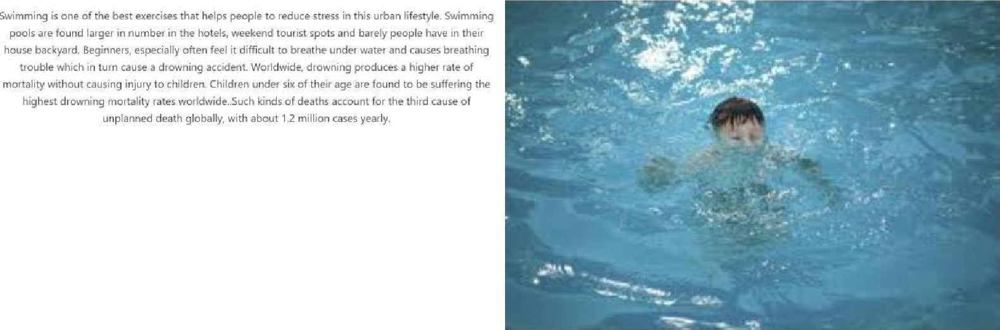 Swimming is one of the best exercises that helps people to reduce stress in this urban lifestyle. Swimming
pools are found larger in number in the hotels, weekend tourist spots and barely people have in their
house backyard. Beginners, especially often feel it difficult to breathe under water and causes breathing
trouble which in turn cause a drowning accident. Worldwide, drowning produces a higher rate of
mortality without causing injury to children. Children under six of their age are found to be suffering the
highest drowning mortality rates worldwide..Such kinds of deaths account for the third cause of
unplanned death globally, with about 1.2 million cases yearly.